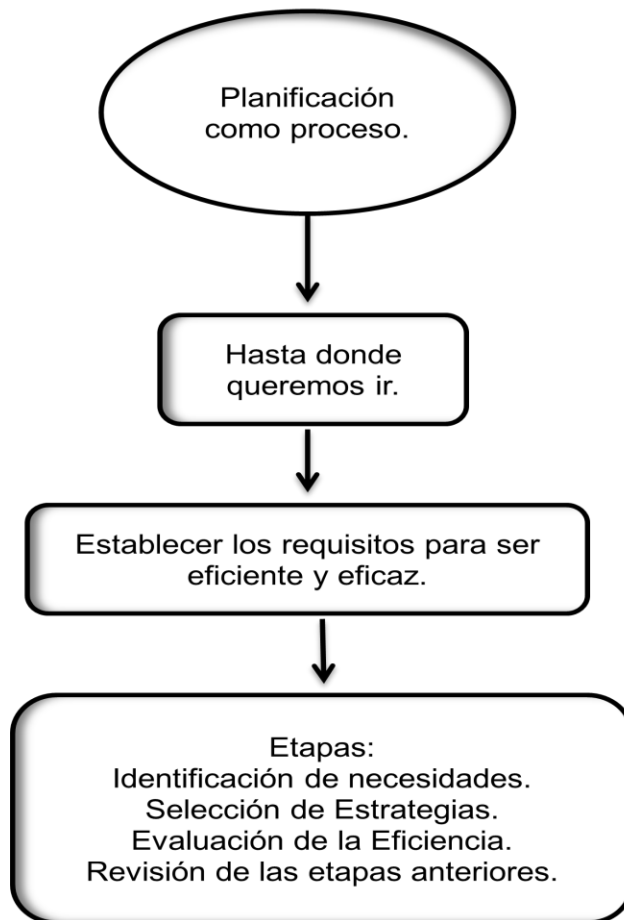 Planificación
como proceso.
Hasta donde
queremos ir.
Establecer los requisitos para ser
eficiente y eficaz.
Etapas:
Identificación de necesidades.
Selección de Estrategias.
Evaluación de la Eficiencia.
Revisión de las etapas anteriores.